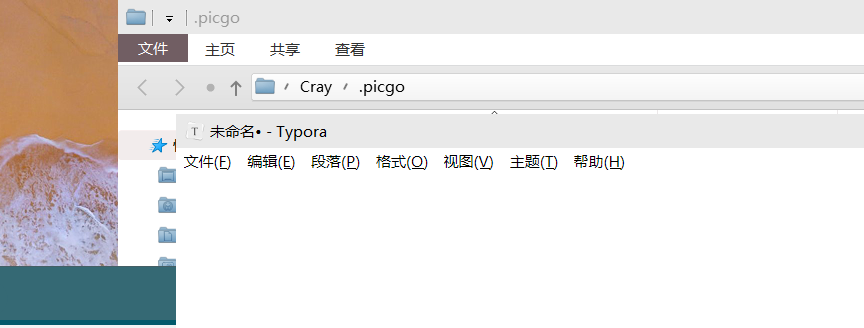 .picgo
文件 主页 共享 查看
Cray .picgo
未命名• - Typora
文件(F) 编辑(E) 段落(P) 格式(O) 视图(V) 主题(T) 帮助(H)